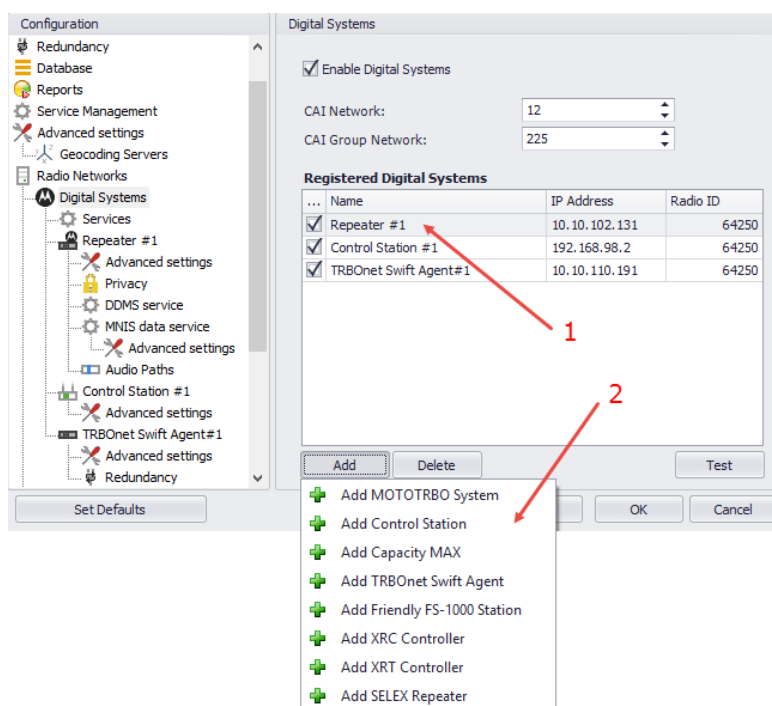 Configuration
Redundancy
Database
Reports
Service Management
Advanced settings
Geocoding Servers
Radio Networks
Digital Systems
Services
Repeater #1
Advanced settings
Privacy
DDMS service
MNIS data service
Advanced settings
Audio Paths
Control Station #1
Advanced settings
TRBOnet Swift Agent#1
Advanced settings
Redundancy
Set Defaults
Digital Systems
Enable Digital Systems
CAI Network: 12
CAI Group Network: 225
Registered Digital Systems
... Name IP Address Radio ID
Repeater #1 10.10.102.131 64250
Control Station #1 192.168.98.2 64250
TRBOnet Swift Agent#1 10.10.110.191 64250
1
2
Add Delete Test
OK Cancel
Add MOTOTRBO System
Add Control Station
Add Capacity MAX
Add TRBOnet Swift Agent
Add Friendly FS-1000 Station
Add XRC Controller
Add XRT Controller
Add SELEX Repeater